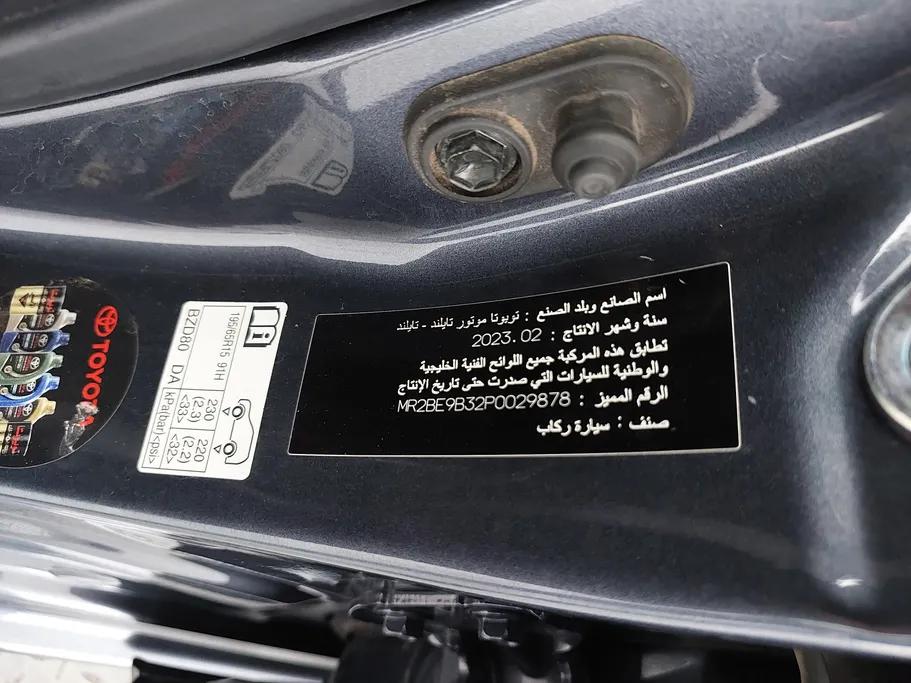 اسم الصانع وبلد الصنع : تويوتا موتور تايلند - تايلند
سنة وشهر الانتاج : 2023.02
تطابق هذه المركبة جميع اللوائح الفنية الخليجية
والوطنية للسيارات التي صدرت حتى تاريخ الإنتاج
الرقم المميز : MR2BE9B32P0029878
صنف : سيارة ركاب
195/65R15 91H
230 (2.3) <33>
220 (2.2) <32>
BZD80 DA kPa(bar)<psi>
TOYOTA